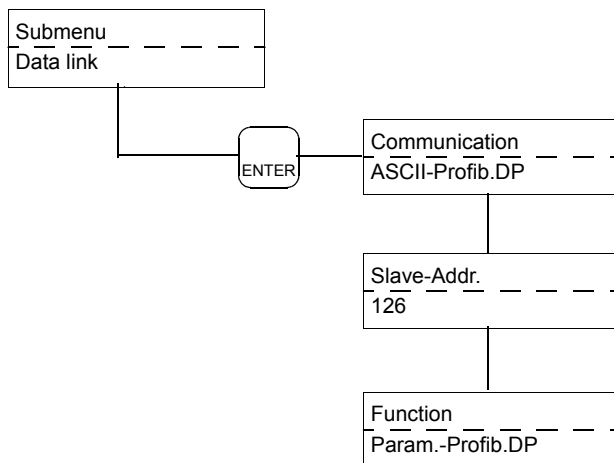 Submenu
Data link
ENTER
Communication
ASCII-Profib.DP
Slave-Addr.
126
Function
Param.-Profib.DP